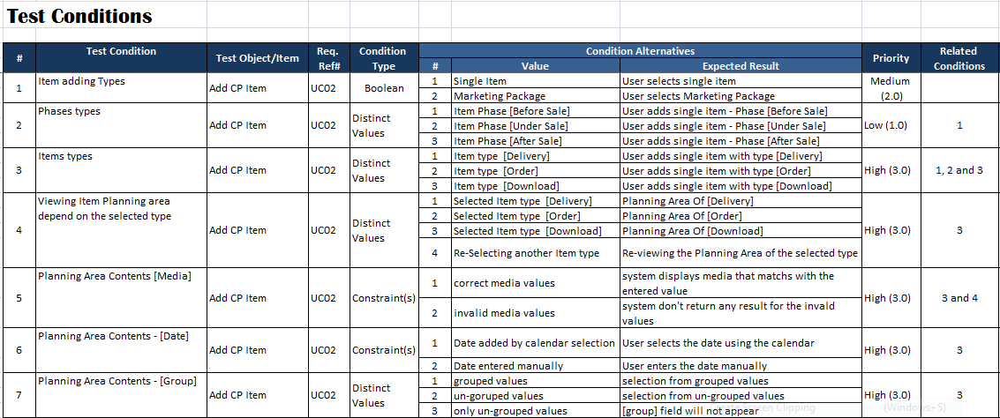 Test Conditions
# Test Condition Test Object/Item Req. Ref# Condition Type Condition Alternatives Priority Related Conditions
# Value Expected Result
1 Item adding Types Add CP Item UC02 Boolean 1 Single Item User selects single item Medium (2.0)
2 Marketing Package User selects Marketing Package
2 Phases types Add CP Item UC02 Distinct Values 1 Item Phase [Before Sale] User adds single item - Phase [Before Sale] Low (1.0) 1
2 Item Phase [Under Sale] User adds single item - Phase [Under Sale]
3 Item Phase [After Sale] User adds single item - Phase [After Sale]
3 Items types Add CP Item UC02 Distinct Values 1 Item type [Delivery] User adds single item with type [Delivery] High (3.0) 1, 2 and 3
2 Item type [Order] User adds single item with type [Order]
3 Item type [Download] User adds single item with type [Download]
4 Viewing Item Planning area depend on the selected type Add CP Item UC02 Distinct Values 1 Selected Item type [Delivery] Planning Area Of [Delivery] High (3.0) 3
2 Selected Item type [Order] Planning Area Of [Order]
3 Selected Item type [Download] Planning Area Of [Download]
4 Re-Selecting another Item type Re-viewing the Planning Area of the selected type
5 Planning Area Contents [Media] Add CP Item UC02 Constraint(s) 1 correct media values system displays media that matchs with the entered value High (3.0) 3 and 4
2 invalid media values system don't return any result for the invald values
6 Planning Area Contents - [Date] Add CP Item UC02 Constraint(s) 1 Date added by calendar selection User selects the date using the calendar High (3.0) 3
2 Date entered manually User enters the date manually
7 Planning Area Contents - [Group] Add CP Item UC02 Distinct Values 1 grouped values selection from grouped values High (3.0) 3
2 un-gorouped values selection from un-grouped values
3 only un-grouped values [group] field will not appear
Create Screen Clipping (Windows+S)